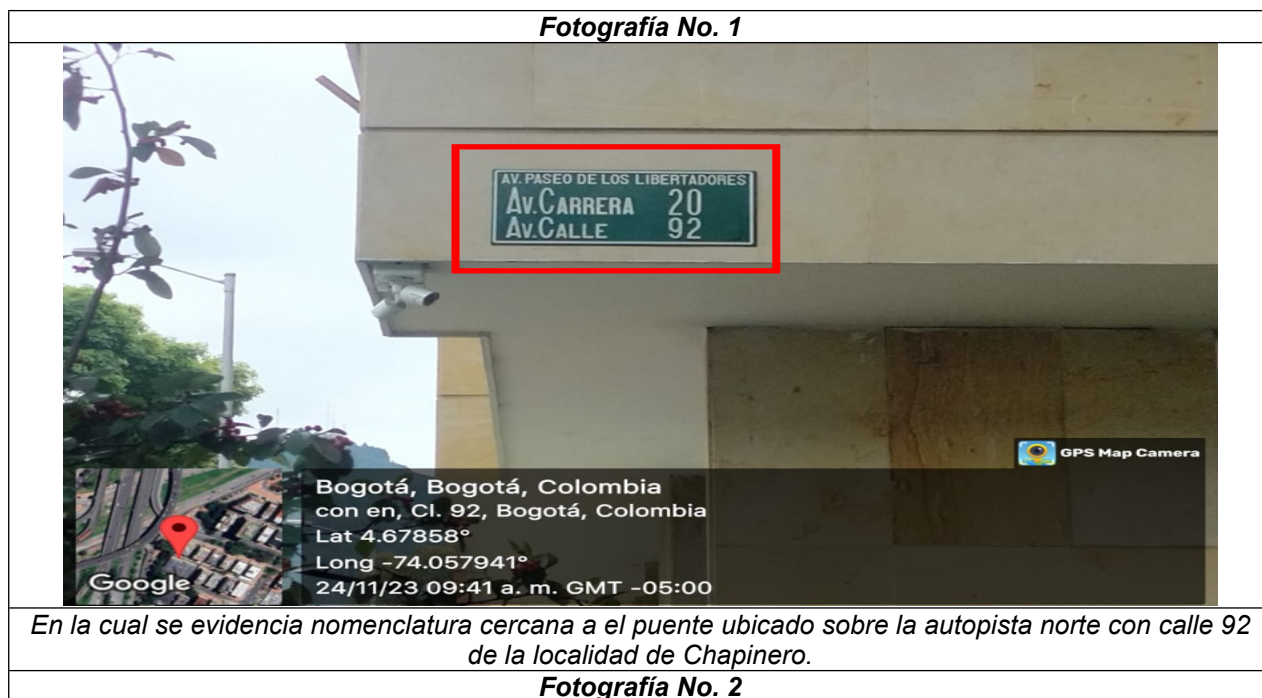 Fotografía No. 1
AV. PASEO DE LOS LIBERTADORES
AV. CARRERA 20
AV. CALLE 92
GPS Map Camera
Bogotá, Bogotá, Colombia
con en, Cl. 92, Bogotá, Colombia
Lat 4.67858°
Long -74.057941°
24/11/23 09:41 a. m. GMT -05:00
Google
En la cual se evidencia nomenclatura cercana a el puente ubicado sobre la autopista norte con calle 92
de la localidad de Chapinero.
Fotografía No. 2